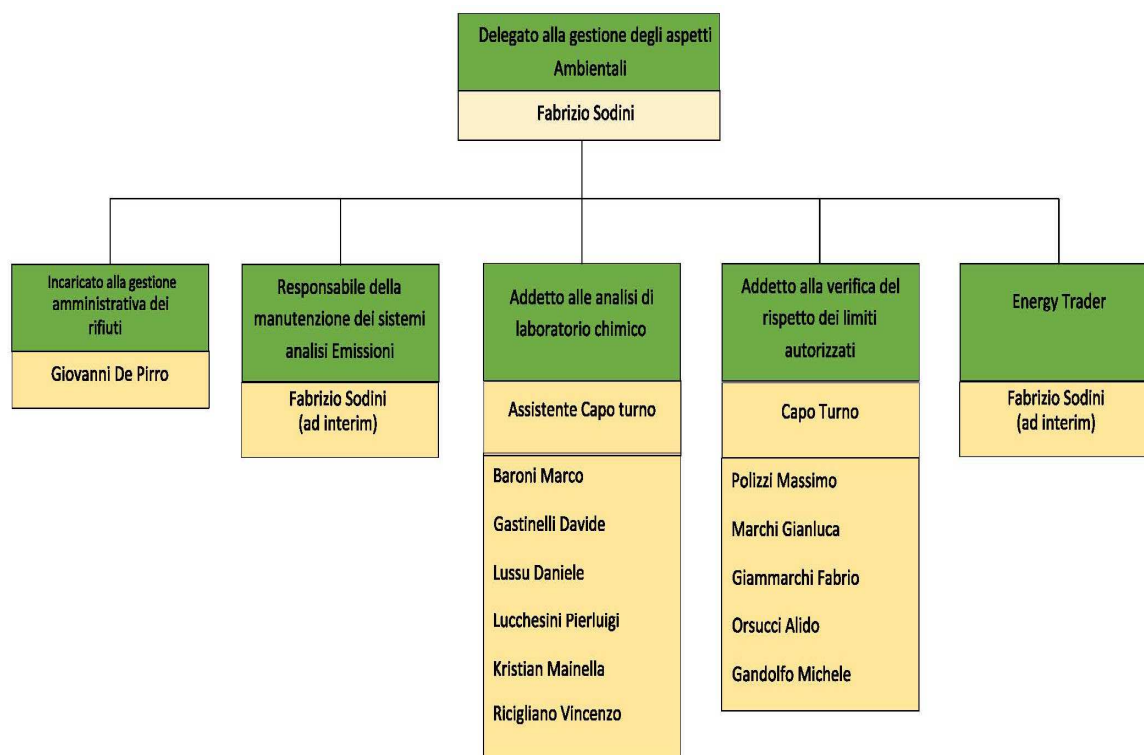 Delegato alla gestione degli aspetti
Ambientali
Fabrizio Sodini
Incaricato alla gestione
amministrativa dei
rifiuti
Giovanni De Pirro
Responsabile della
manutenzione dei sistemi
analisi Emissioni
Fabrizio Sodini
(ad interim)
Addetto alle analisi di
laboratorio chimico
Assistente Capo turno
Baroni Marco
Gastinelli Davide
Lussu Daniele
Lucchesini Pierluigi
Kristian Mainella
Ricigliano Vincenzo
Addetto alla verifica del
rispetto dei limiti
autorizzati
Capo Turno
Polizzi Massimo
Marchi Gianluca
Giammarchi Fabrio
Orsucci Alido
Gandolfo Michele
Energy Trader
Fabrizio Sodini
(ad interim)